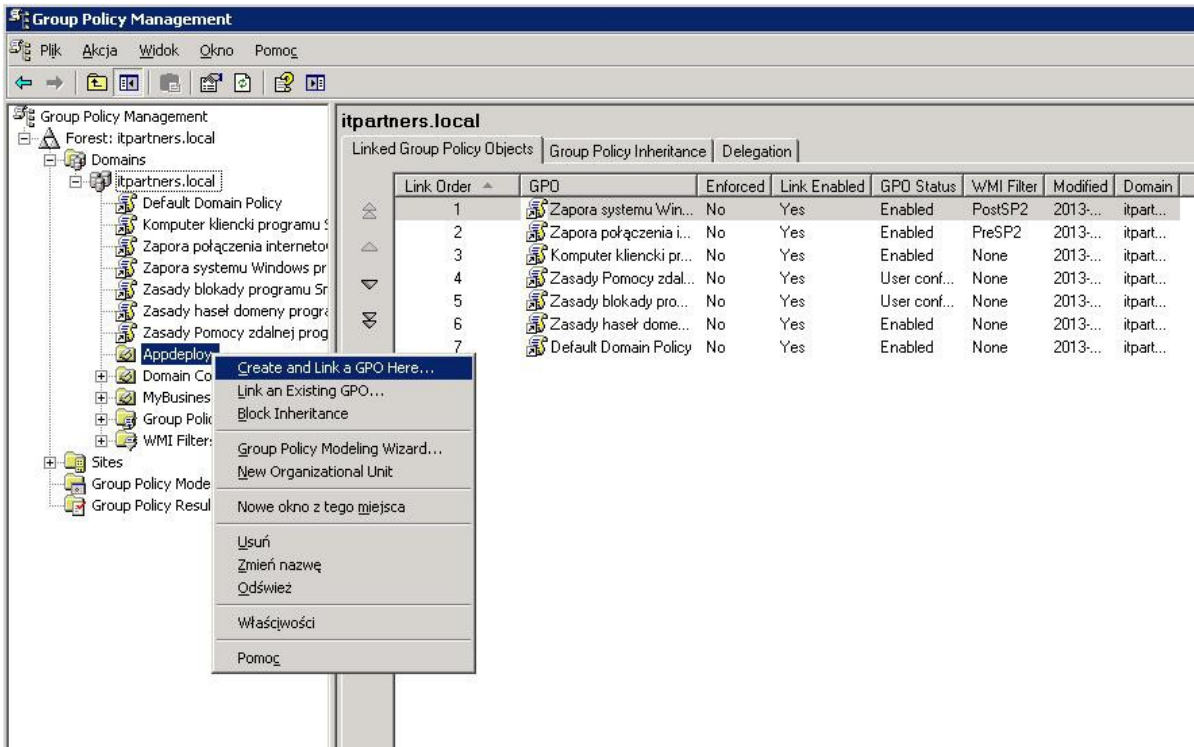 Group Policy Management
Plik Akcja Widok Okno Pomoc
Group Policy Management
Forest: itpartners.local
Domains
itpartners.local
Default Domain Policy
Komputer kliencki programu S
Zapora połączenia interneto
Zapora systemu Windows pr
Zasady blokady programu Sr
Zasady haseł domeny progra
Zasady Pomocy zdalnej prog
Appdeploy
Domain Co
MyBusines
Group Polic
WMI Filter
Sites
Group Policy Mode
Group Policy Resul
Create and Link a GPO Here...
Link an Existing GPO...
Block Inheritance
Group Policy Modeling Wizard...
New Organizational Unit
Nowe okno z tego miejsca
Usuń
Zmień nazwę
Odśwież
Właściwości
Pomoc
itpartners.local
Linked Group Policy Objects Group Policy Inheritance Delegation
Link Order GPO Enforced Link Enabled GPO Status WMI Filter Modified Domain
1 Zapora systemu Win... No Yes Enabled PostSP2 2013-... itpart...
2 Zapora połączenia i... No Yes Enabled PreSP2 2013-... itpart...
3 Komputer kliencki pr... No Yes Enabled None 2013-... itpart...
4 Zasady Pomocy zdal... No Yes User conf... None 2013-... itpart...
5 Zasady blokady pro... No Yes User conf... None 2013-... itpart...
6 Zasady haseł dome... No Yes Enabled None 2013-... itpart...
7 Default Domain Policy No Yes Enabled None 2013-... itpart...